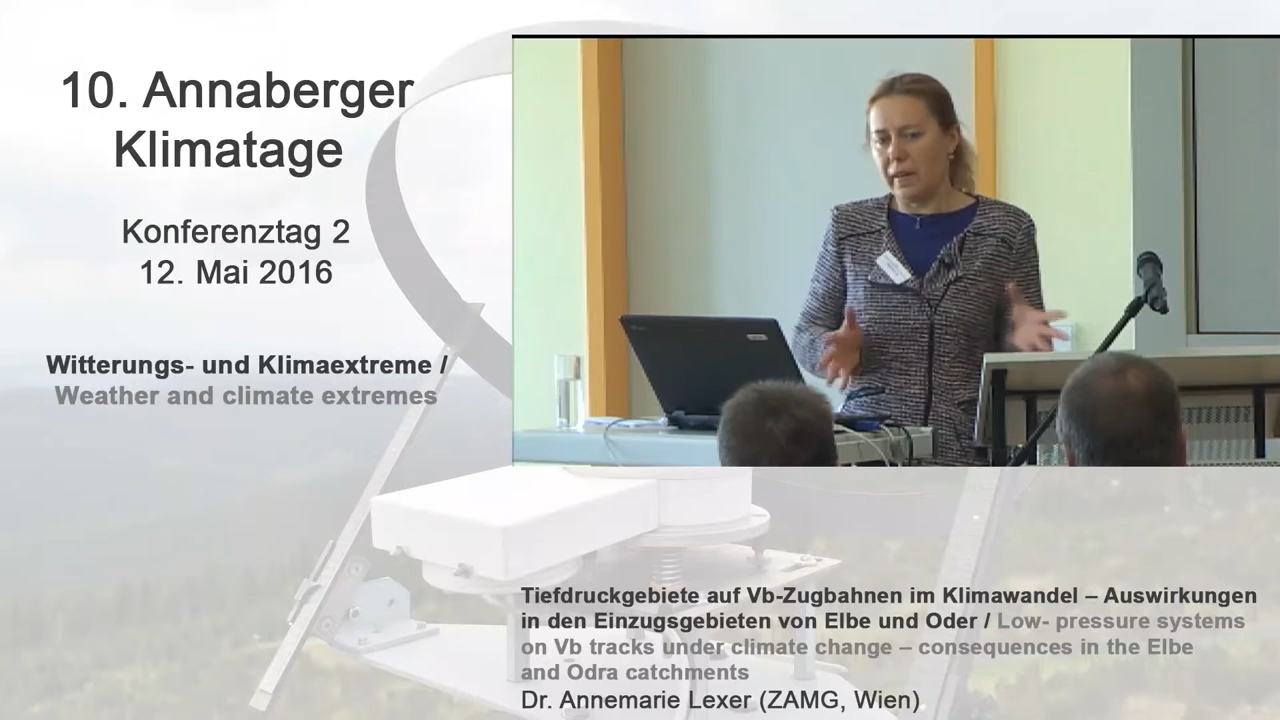 10. Annaberger
Klimatage
Konferenztag 2
12. Mai 2016
Witterungs- und Klimaextreme /
Weather and climate extremes
Tiefdruckgebiete auf Vb-Zugbahnen im Klimawandel – Auswirkungen
in den Einzugsgebieten von Elbe und Oder / Low- pressure systems
on Vb tracks under climate change – consequences in the Elbe
and Odra catchments
Dr. Annemarie Lexer (ZAMG, Wien)